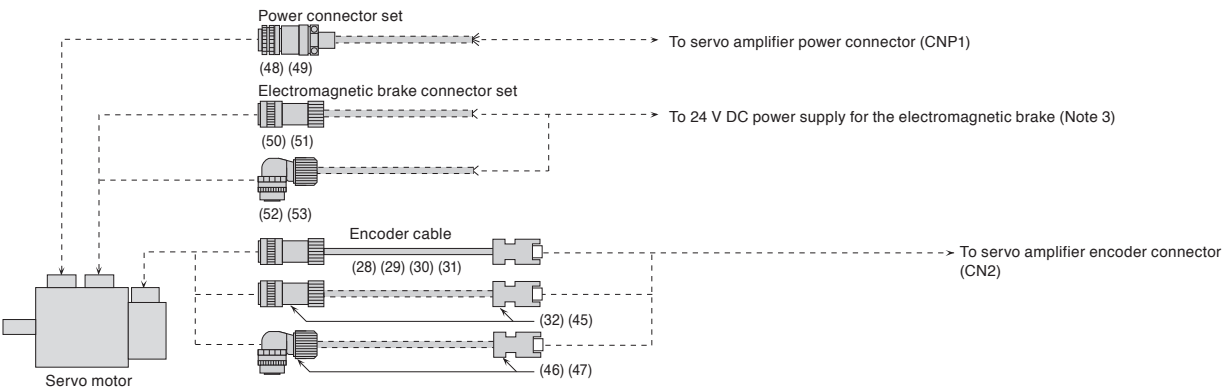 Power connector set
To servo amplifier power connector (CNP1)
(48) (49)
Electromagnetic brake connector set
To 24 V DC power supply for the electromagnetic brake (Note 3)
(50) (51)
(52) (53)
Encoder cable
(28) (29) (30) (31)
To servo amplifier encoder connector
(CN2)
(32) (45)
(46) (47)
Servo motor